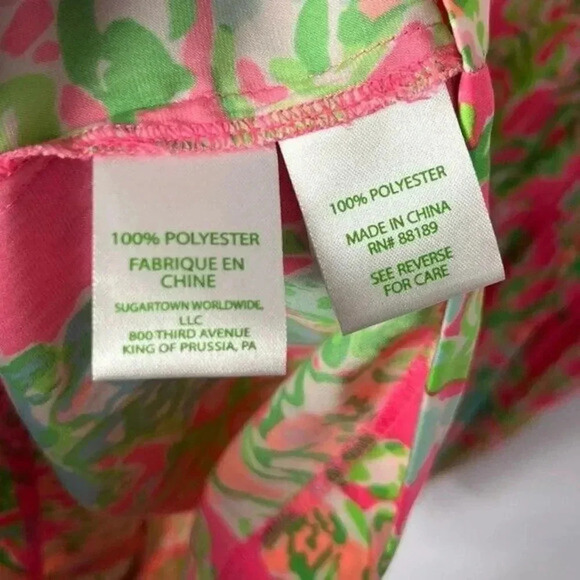 100% POLYESTER
FABRIQUE EN
CHINE
SUGARTOWN WORLDWIDE,
LLC
800 THIRD AVENUE
KING OF PRUSSIA, PA
100% POLYESTER
MADE IN CHINA
RN# 88189
SEE REVERSE
FOR CARE